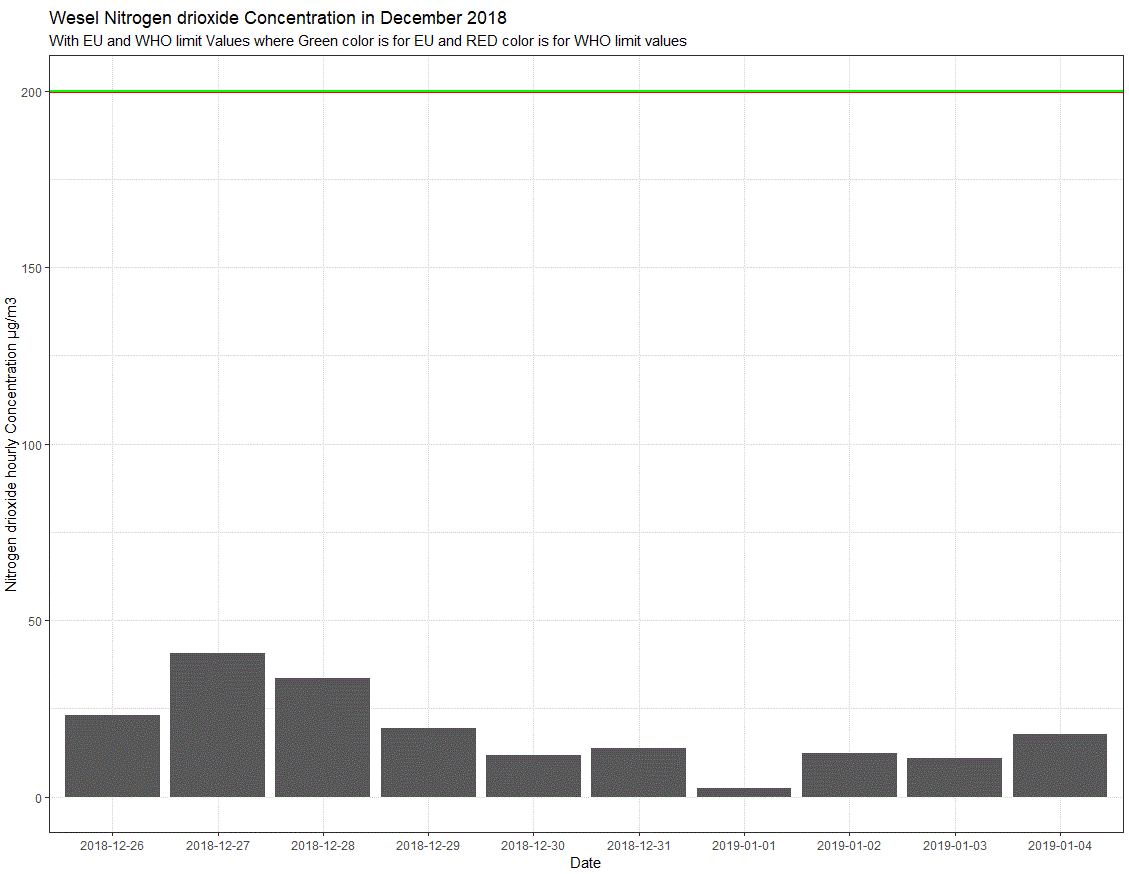 Wesel Nitrogen drioxide Concentration in December 2018
With EU and WHO limit Values where Green color is for EU and RED color is for WHO limit values
Nitrogen drioxide hourly Concentration µg/m3
200
150
100
50
0
2018-12-26 2018-12-27 2018-12-28 2018-12-29 2018-12-30 2018-12-31 2019-01-01 2019-01-02 2019-01-03 2019-01-04
Date